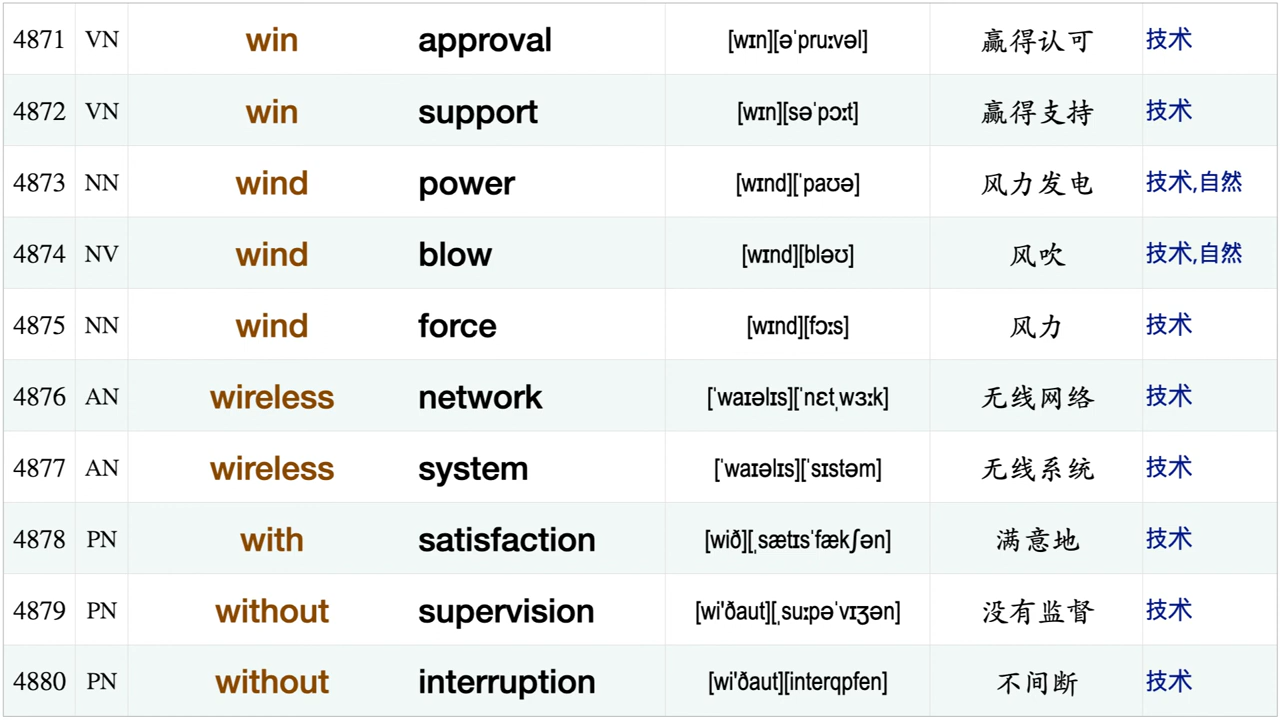 4871 VN win approval [wɪn][əˈpruːvəl] 赢得认可 技术
4872 VN win support [wɪn][səˈpɔːt] 赢得支持 技术
4873 NN wind power [wɪnd][ˈpaʊə] 风力发电 技术,自然
4874 NV wind blow [wɪnd][bləʊ] 风吹 技术,自然
4875 NN wind force [wɪnd][fɔːs] 风力 技术
4876 AN wireless network [ˈwaɪəlɪs][ˈnɛtˌwɜːk] 无线网络 技术
4877 AN wireless system [ˈwaɪəlɪs][ˈsɪstəm] 无线系统 技术
4878 PN with satisfaction [wið][ˌsætɪsˈfækʃən] 满意地 技术
4879 PN without supervision [wi'ðaut][ˌsuːpəˈvɪʒən] 没有监督 技术
4880 PN without interruption [wi'ðaut][interqpfen] 不间断 技术